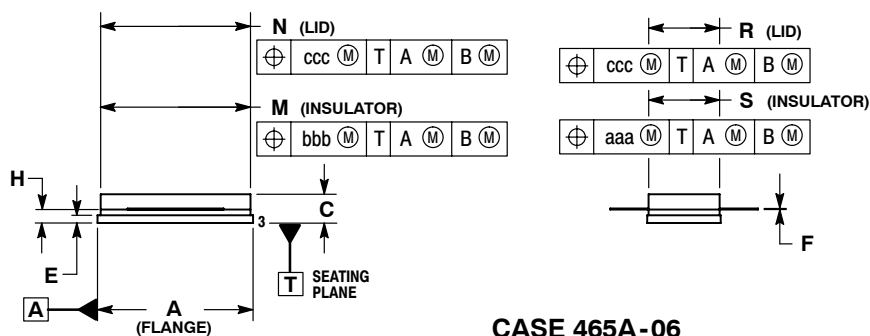 N (LID)
⌖ ccc Ⓜ T A Ⓜ B Ⓜ
M (INSULATOR)
⌖ bbb Ⓜ T A Ⓜ B Ⓜ
H
C
3
E
T SEATING
PLANE
A
A
(FLANGE)
R (LID)
⌖ ccc Ⓜ T A Ⓜ B Ⓜ
S (INSULATOR)
⌖ aaa Ⓜ T A Ⓜ B Ⓜ
F
CASE 465A-06